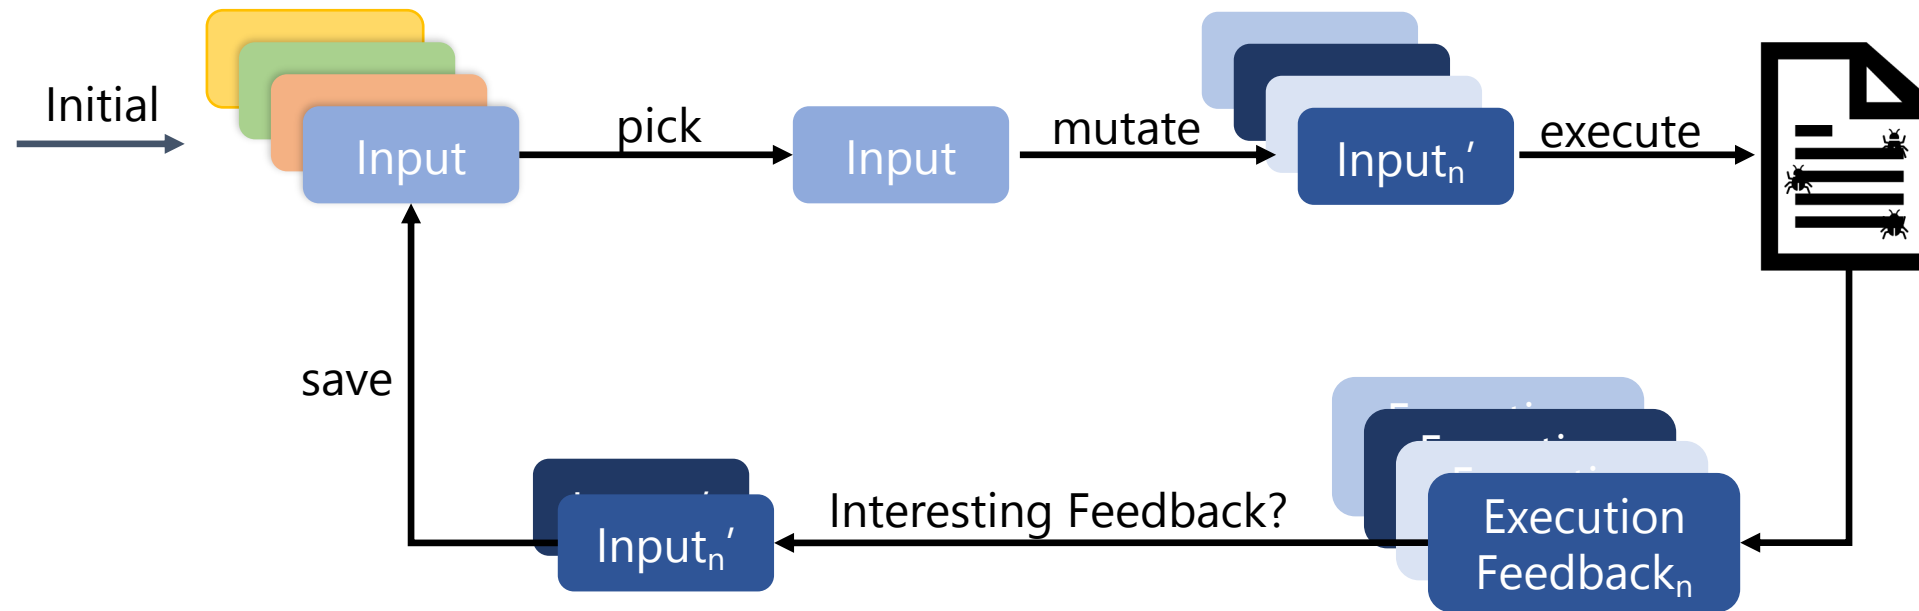 Initial
Input
pick
Input
mutate
Inputₙ′
execute
save
Inputₙ′
Interesting Feedback?
Execution
Feedbackₙ